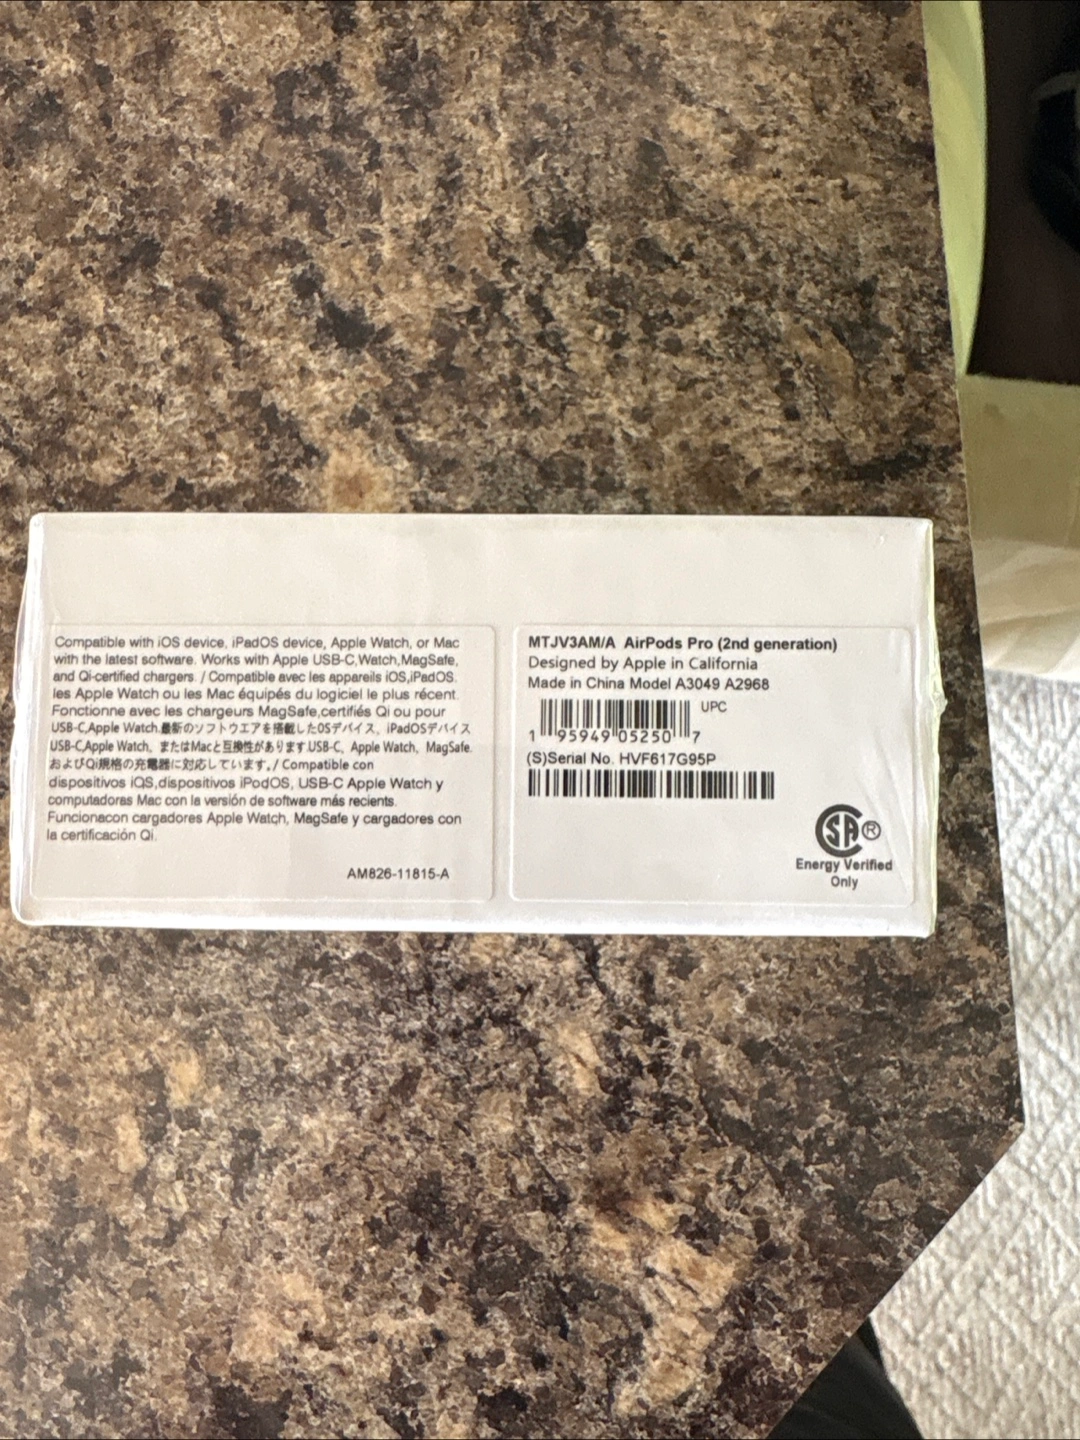 Compatible with iOS device, iPadOS device, Apple Watch, or Mac
with the latest software. Works with Apple USB-C,Watch,MagSafe,
and Qi-certified chargers. / Compatible avec les appareils iOS,iPadOS.
les Apple Watch ou les Mac équipés du logiciel le plus récent.
Fonctionne avec les chargeurs MagSafe,certifiés Qi ou pour
USB-C,Apple Watch.最新のソフトウエアを搭載したOSデバイス、iPadOSデバイス
USB-C,Apple Watch、またはMacと互換性があります.USB-C、Apple Watch、MagSafe.
およびQi規格の充電器に対応しています. / Compatible con
dispositivos iOS,dispositivos iPodOS, USB-C Apple Watch y
computadoras Mac con la versión de software más recients.
Funcionacon cargadores Apple Watch, MagSafe y cargadores con
la certificación Qi.
AM826-11815-A
MTJV3AM/A AirPods Pro (2nd generation)
Designed by Apple in California
Made in China Model A3049 A2968
UPC
1 95949 05250 7
(S)Serial No. HVF617G95P
SA ®
Energy Verified
Only